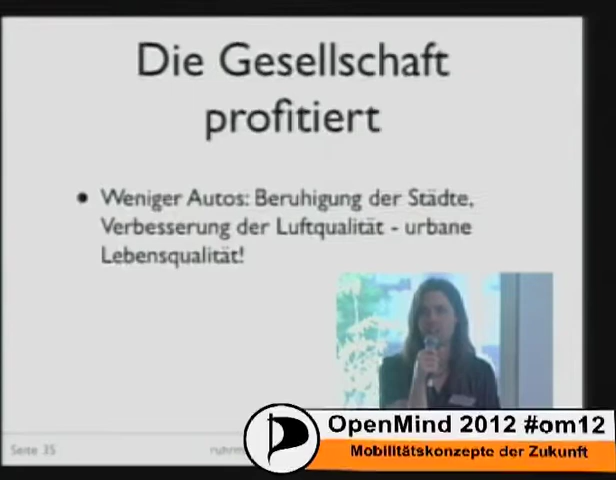 Die Gesellschaft
profitiert
• Weniger Autos: Beruhigung der Städte,
Verbesserung der Luftqualität - urbane
Lebensqualität!
OpenMind 2012 #om12
Mobilitätskonzepte der Zukunft
Seite 35